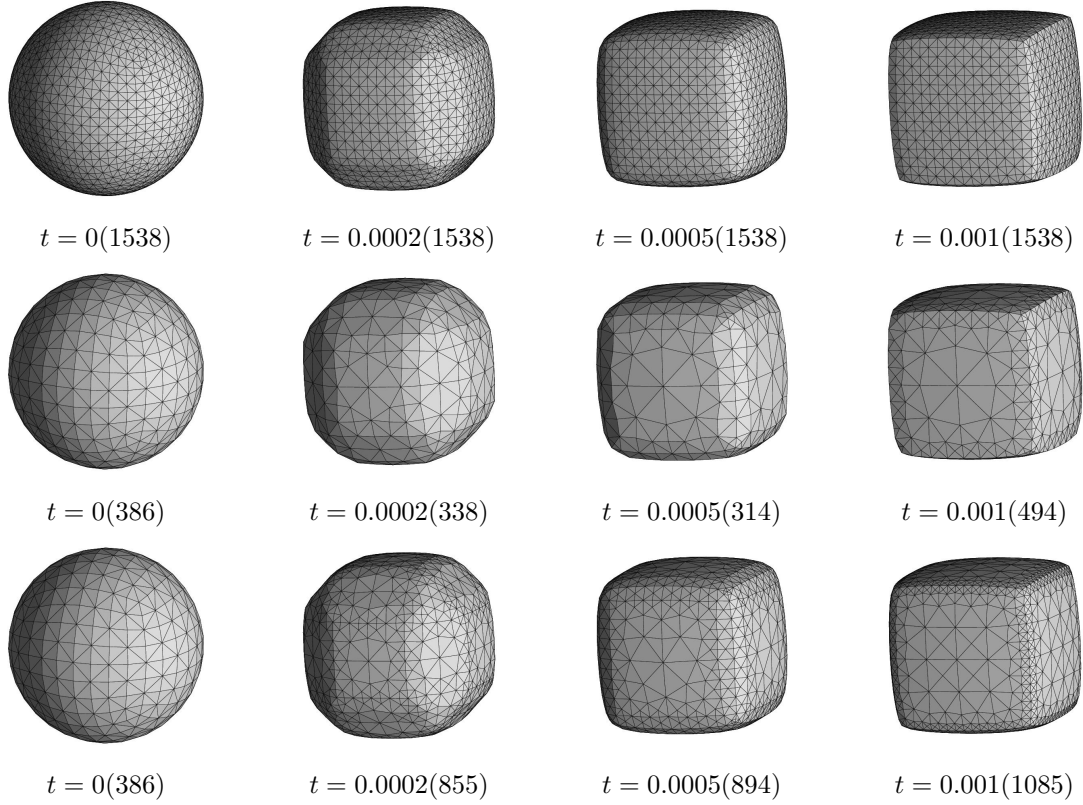 t = 0(1538) t = 0.0002(1538) t = 0.0005(1538) t = 0.001(1538)
t = 0(386) t = 0.0002(338) t = 0.0005(314) t = 0.001(494)
t = 0(386) t = 0.0002(855) t = 0.0005(894) t = 0.001(1085)